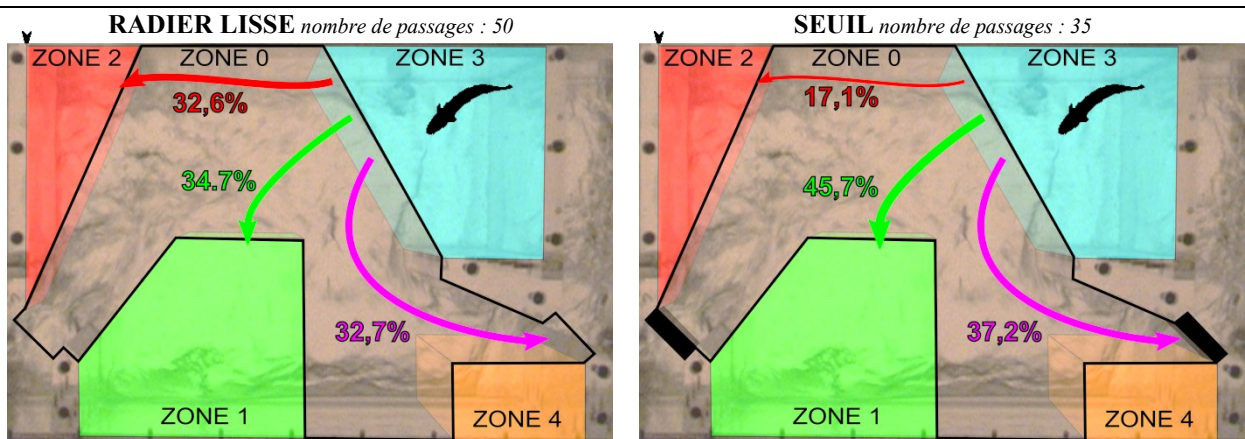 RADIER LISSE nombre de passages : 50
ZONE 2 ZONE 0 ZONE 3
32,6%
34.7%
32,7%
ZONE 1
ZONE 4
SEUIL nombre de passages : 35
ZONE 2 ZONE 0 ZONE 3
17,1%
45,7%
37,2%
ZONE 1
ZONE 4